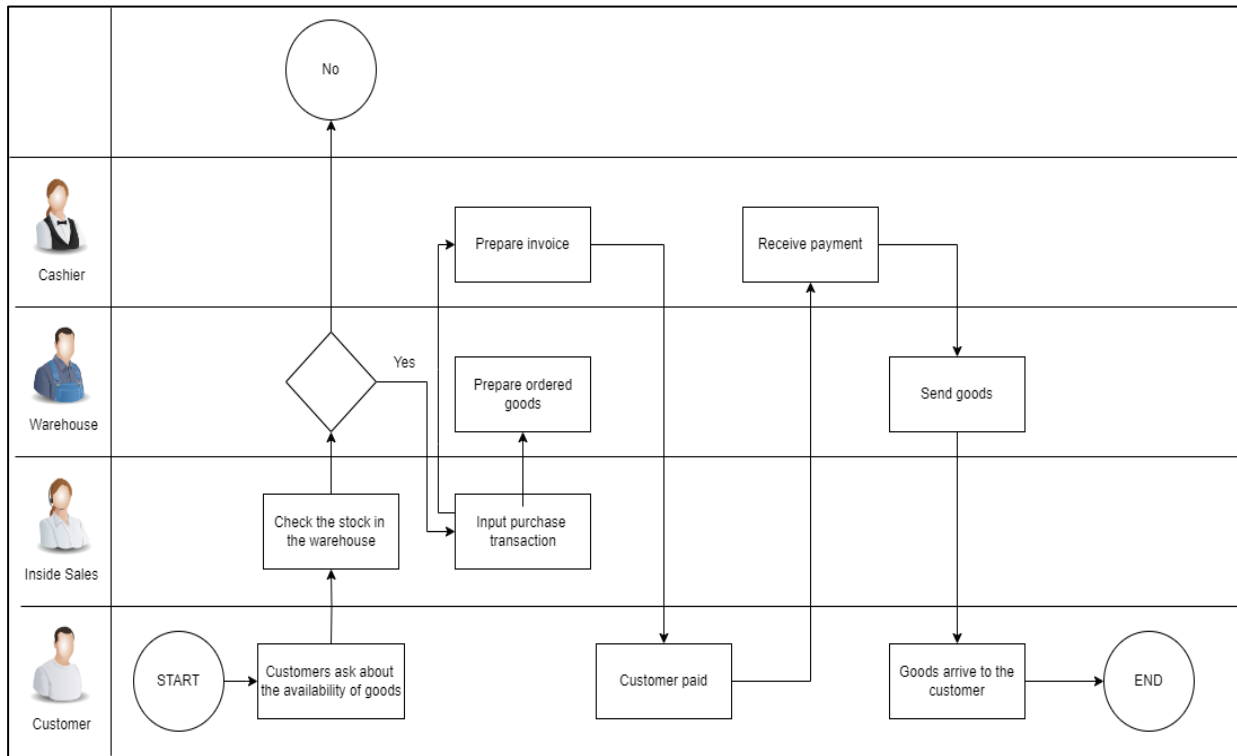 No
Cashier
Prepare invoice
Receive payment
Warehouse
Yes
Prepare ordered
goods
Send goods
Inside Sales
Check the stock in
the warehouse
Input purchase
transaction
Customer
START
Customers ask about
the availability of goods
Customer paid
Goods arrive to the
customer
END